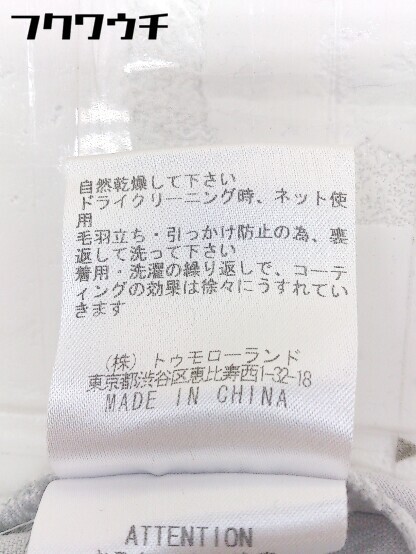 フクワウチ
自然乾燥して下さい
ドライクリーニング時、ネット使
用
毛羽立ち・引っかけ防止の為、裏
返して洗って下さい
着用・洗濯の繰り返しで、コーテ
ィングの効果は徐々にうすれてい
きます
(株) トゥモローランド
東京都渋谷区恵比寿西1-32-18
MADE IN CHINA
ATTENTION